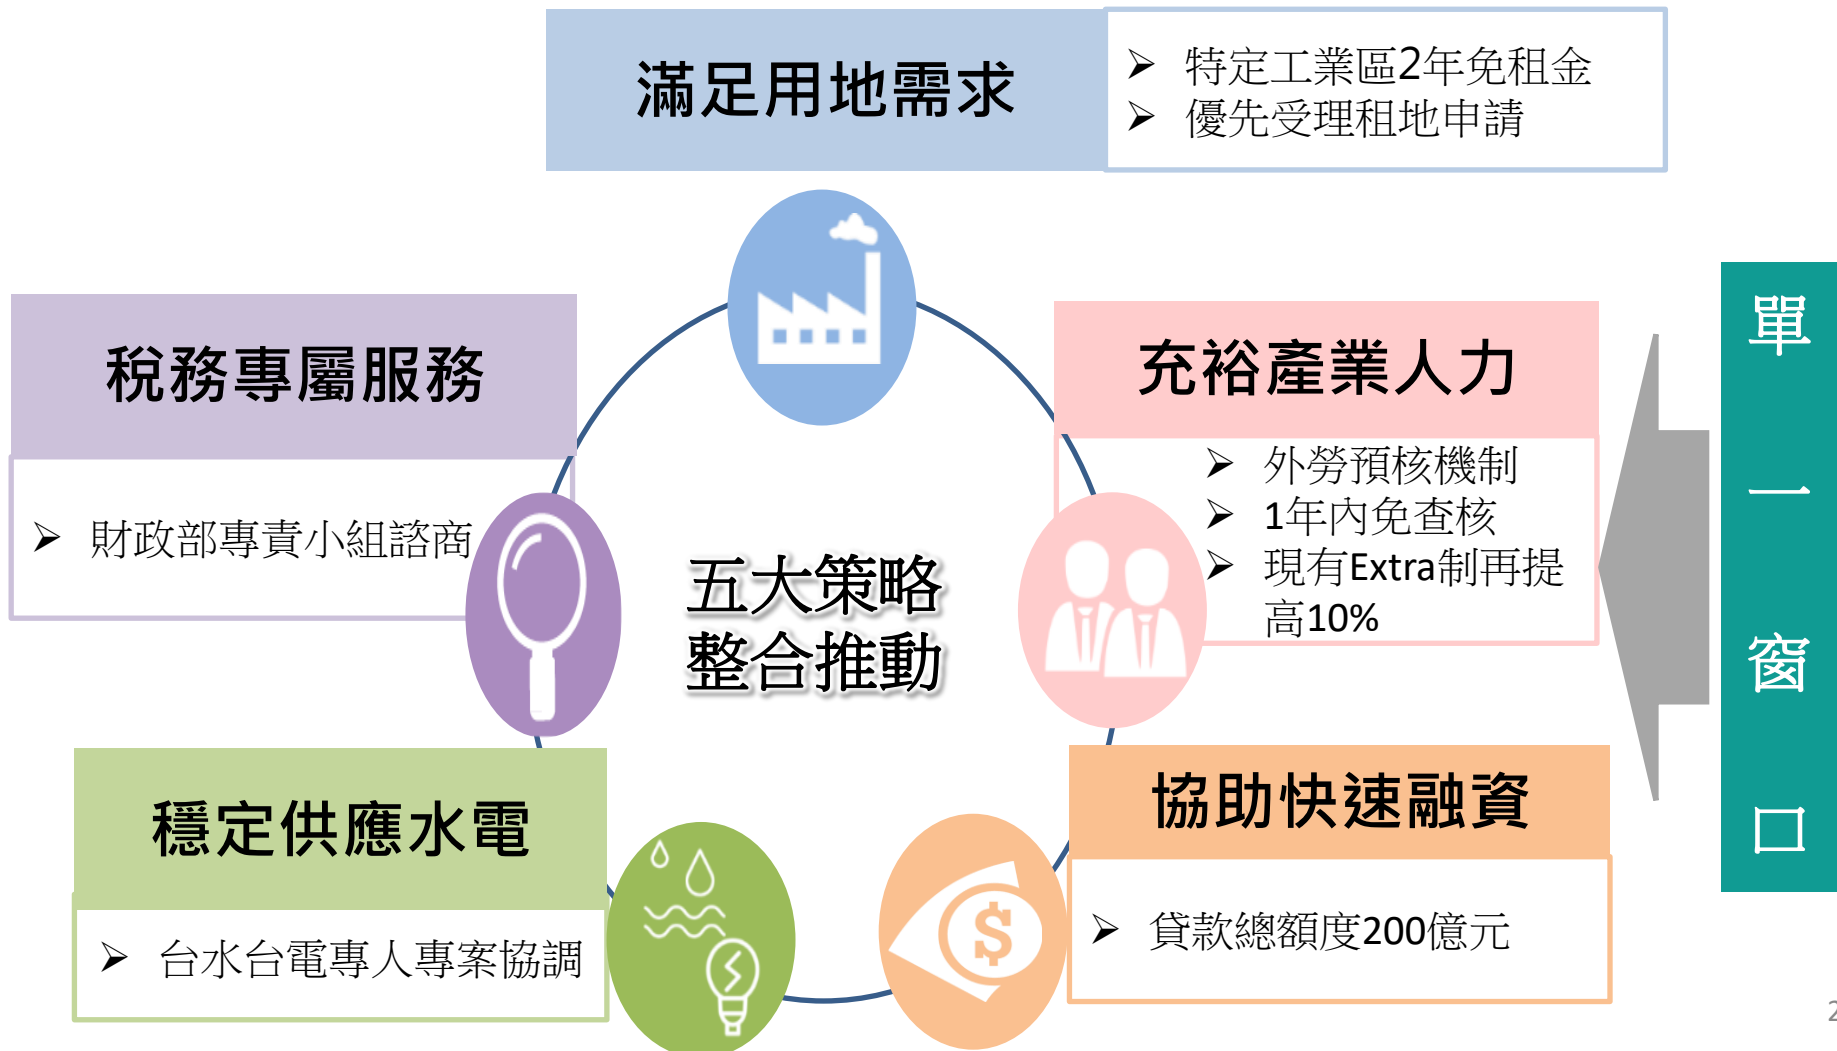 滿足用地需求
➢ 特定工業區2年免租金
➢ 優先受理租地申請
稅務專屬服務
➢ 財政部專責小組諮商
充裕產業人力
➢ 外勞預核機制
➢ 1年內免查核
➢ 現有Extra制再提
高10%
五大策略
整合推動
穩定供應水電
➢ 台水台電專人專案協調
協助快速融資
➢ 貸款總額度200億元
$
單一窗口
2